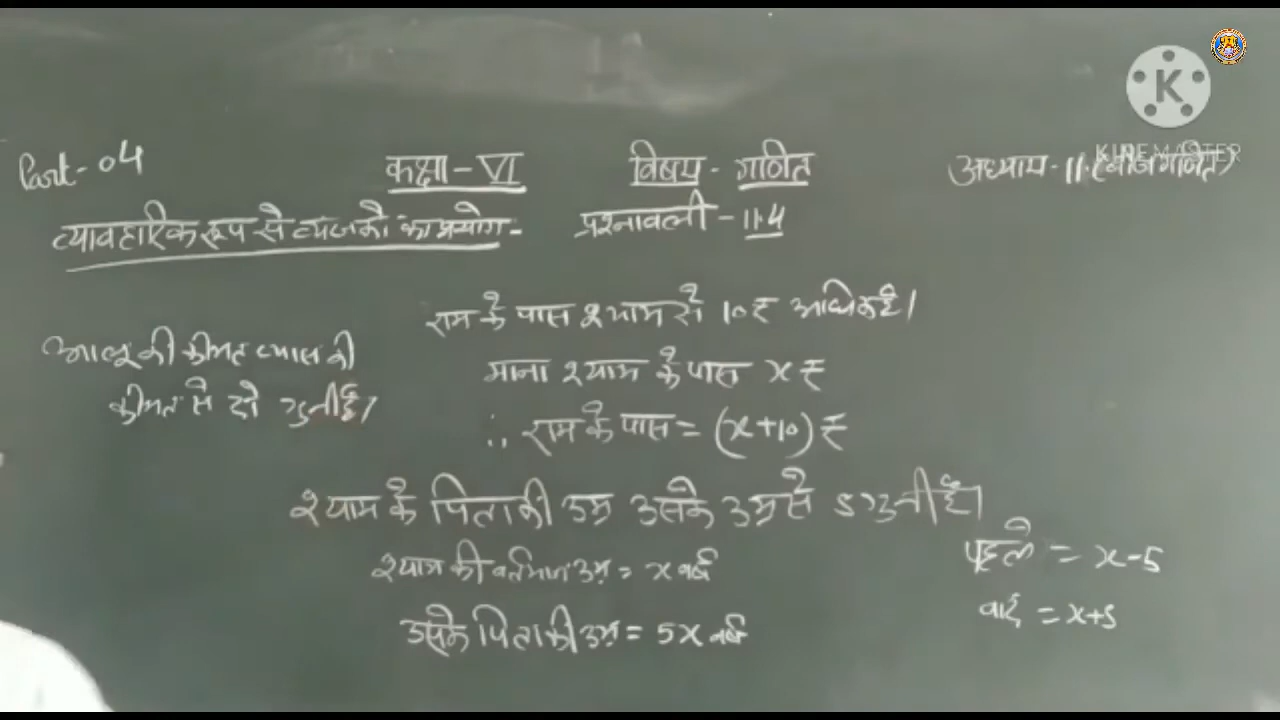 Part-04 कक्षा-VI विषय-गणित अध्याय-11.(बीजगणित)
KINEMASTER
K
व्यावहारिक रूप से व्यंजकों का प्रयोग- प्रश्नावली-11.4
राम के पास श्याम से 10₹ अधिक है।
आलू की कीमत प्याज की
कीमत से दो गुनी है।
माना श्याम के पास x ₹
∴ राम के पास = (x+10) ₹
श्याम के पिता की उम्र उसके उम्र से 5 गुनी है।
श्याम की वर्तमान उम्र = x वर्ष
उसके पिता की उम्र = 5x वर्ष
पहले = x-5
बाद = x+5